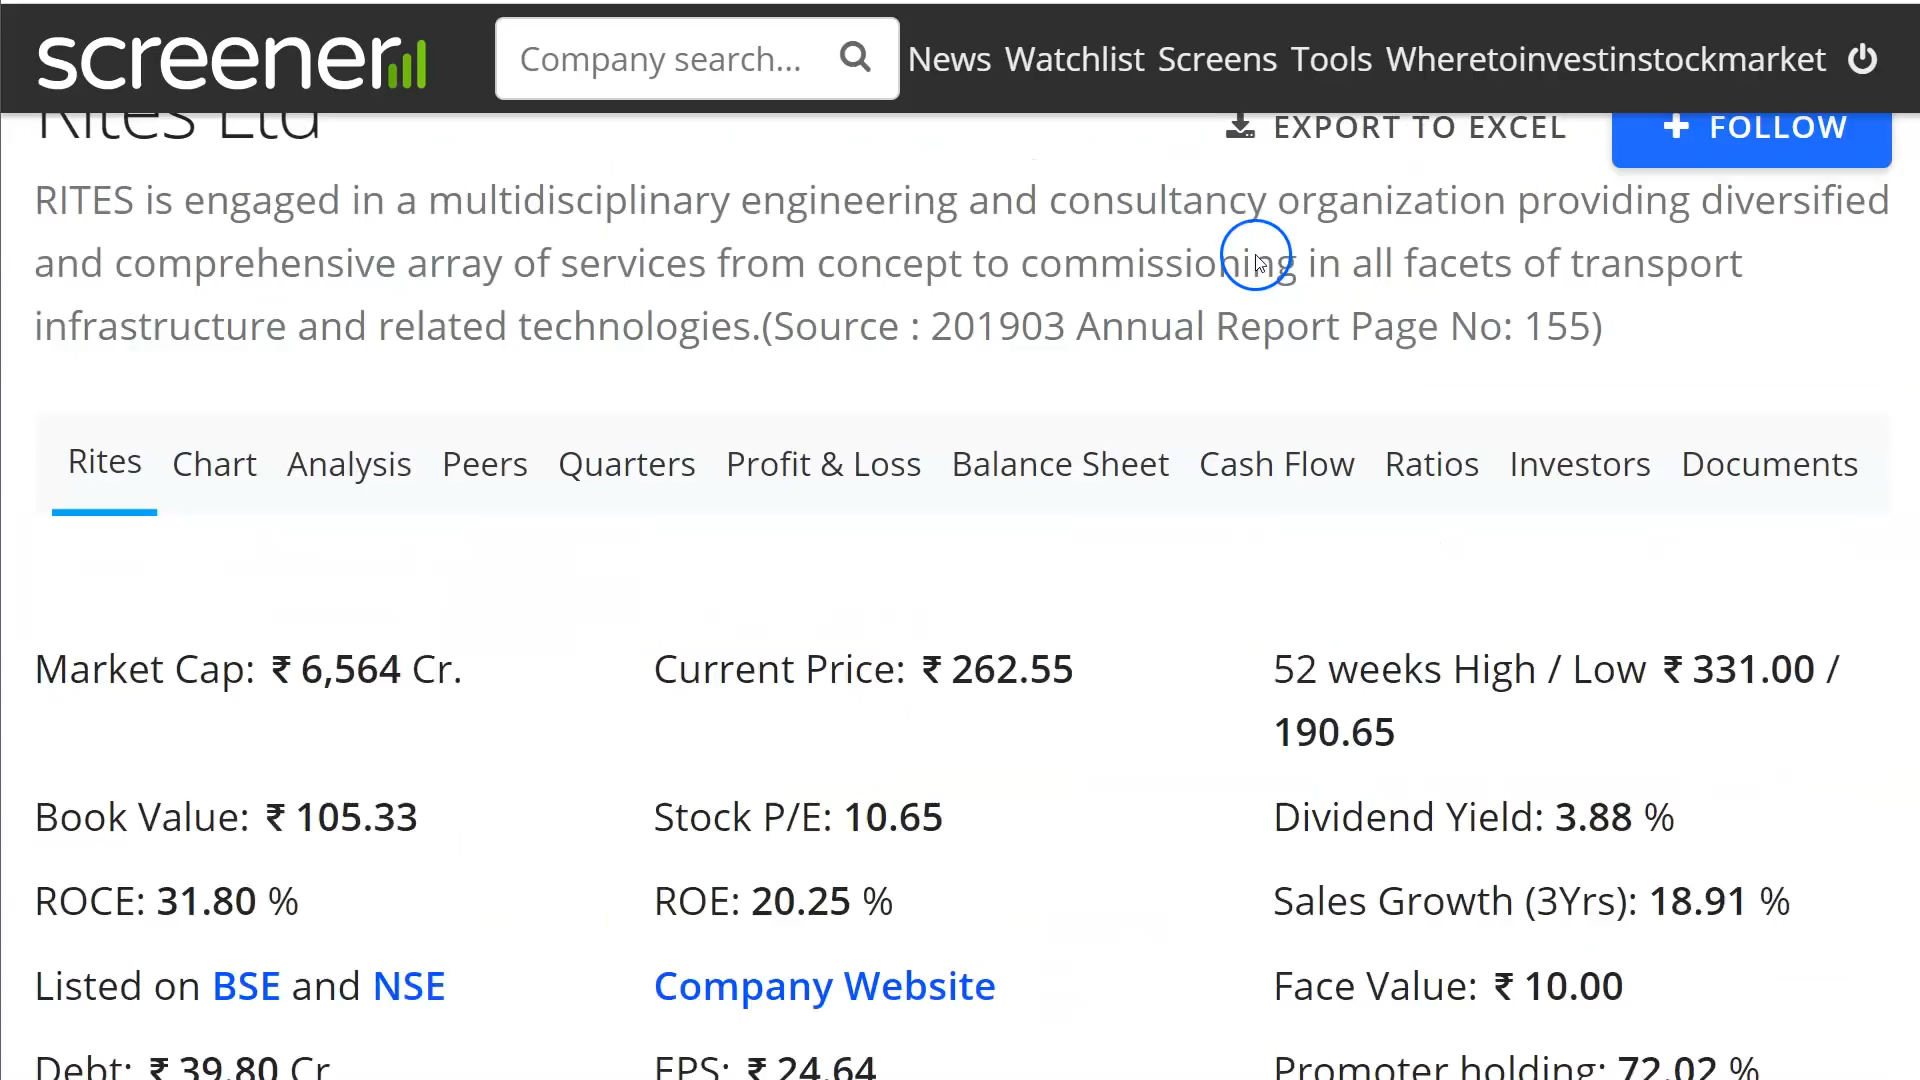 screener
Company search...
News Watchlist Screens Tools Wheretoinvestinstockmarket
Rites Ltd
EXPORT TO EXCEL
+ FOLLOW
RITES is engaged in a multidisciplinary engineering and consultancy organization providing diversified
and comprehensive array of services from concept to commissioning in all facets of transport
infrastructure and related technologies.(Source : 201903 Annual Report Page No: 155)
Rites Chart Analysis Peers Quarters Profit & Loss Balance Sheet Cash Flow Ratios Investors Documents
Market Cap: ₹ 6,564 Cr.
Current Price: ₹ 262.55
52 weeks High / Low ₹ 331.00 /
190.65
Book Value: ₹ 105.33
Stock P/E: 10.65
Dividend Yield: 3.88 %
ROCE: 31.80 %
ROE: 20.25 %
Sales Growth (3Yrs): 18.91 %
Listed on BSE and NSE
Company Website
Face Value: ₹ 10.00
Debt: ₹ 39.80 Cr
EPS: ₹ 24.64
Promoter holding: 72.02 %